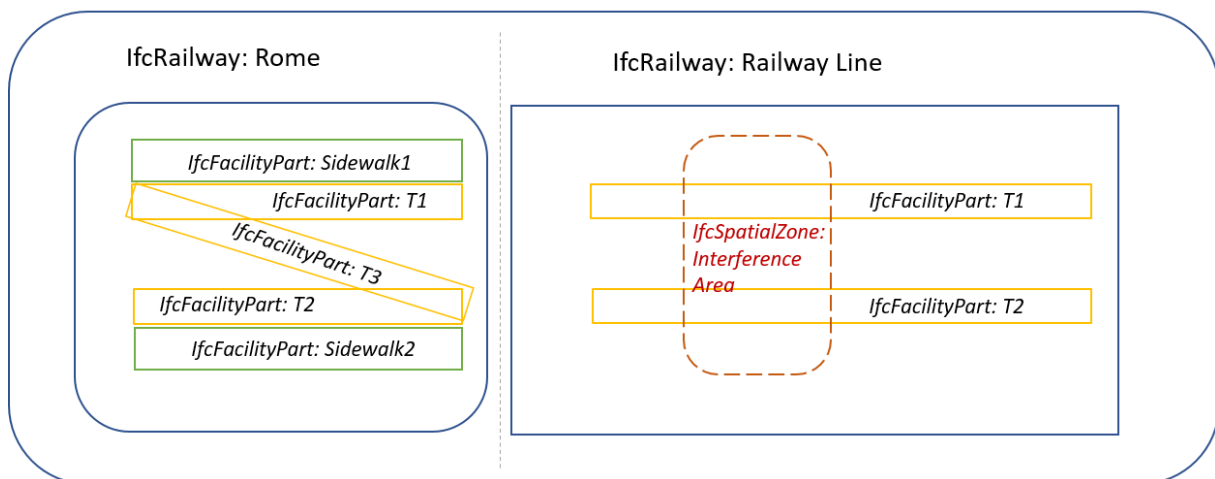 IfcRailway: Rome
IfcRailway: Railway Line
IfcFacilityPart: Sidewalk1
IfcFacilityPart: T1
IfcFacilityPart: T3
IfcFacilityPart: T2
IfcFacilityPart: Sidewalk2
IfcFacilityPart: T1
IfcSpatialZone:
Interference
Area
IfcFacilityPart: T2